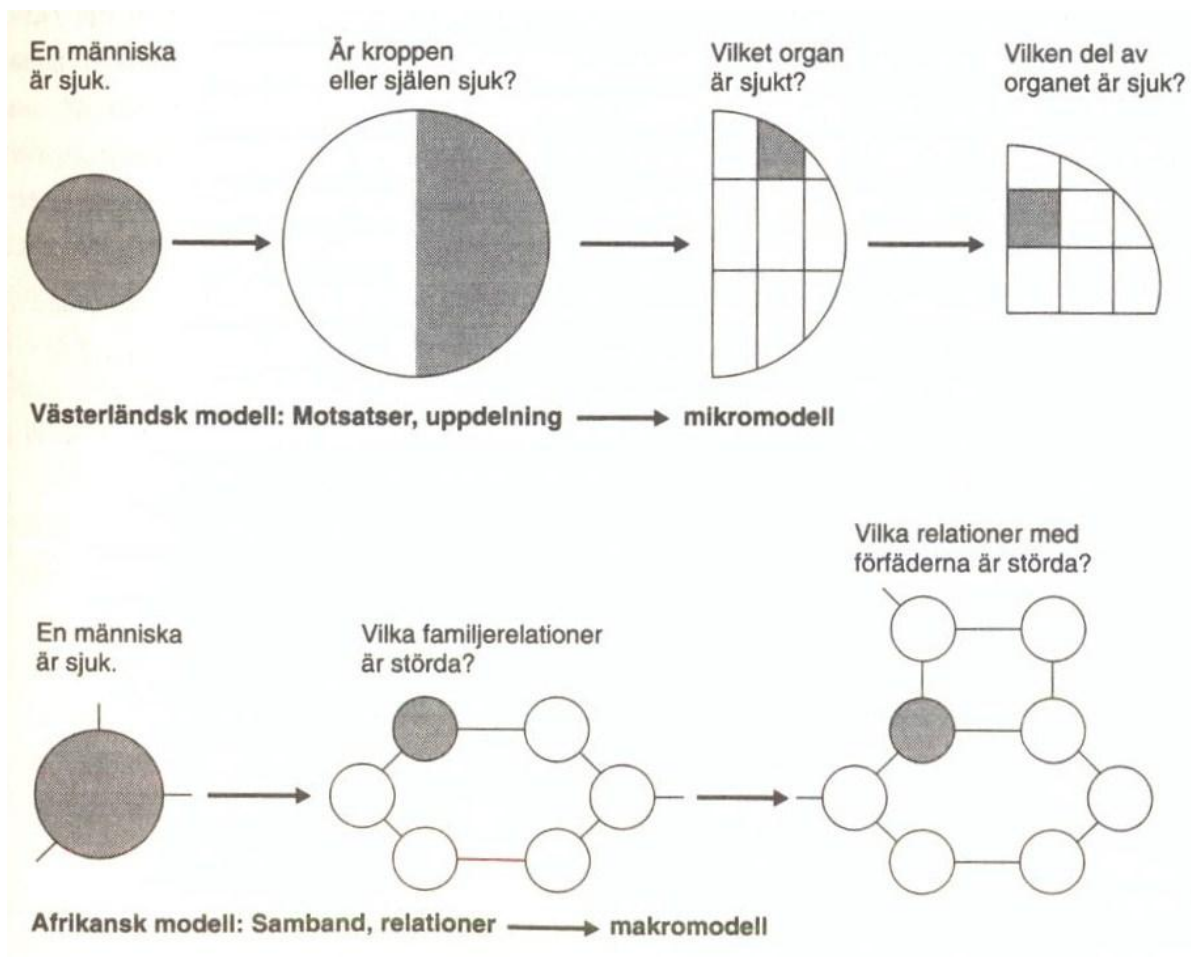 En människa
är sjuk.
Är kroppen
eller själen sjuk?
Vilket organ
är sjukt?
Vilken del av
organet är sjuk?
Västerländsk modell: Motsatser, uppdelning mikromodell
Vilka relationer med
förfäderna är störda?
En människa
är sjuk.
Vilka familjerelationer
är störda?
Afrikansk modell: Samband, relationer makromodell